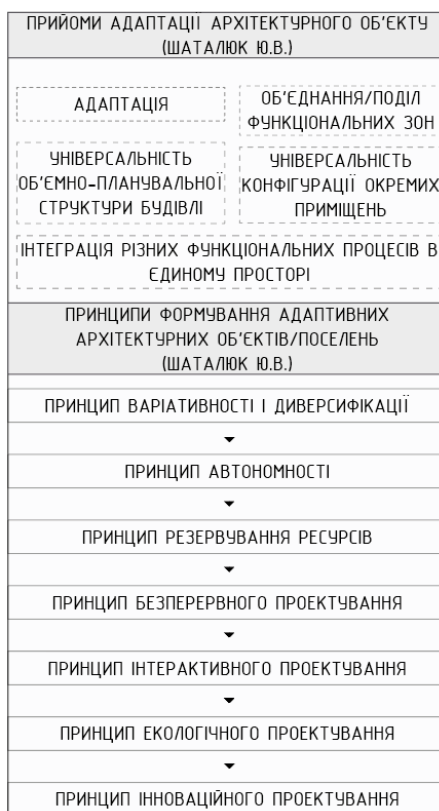 ПРИЙОМИ АДАПТАЦІЇ АРХІТЕКТУРНОГО ОБ'ЄКТУ
(ШАТАЛЮК Ю.В.)
АДАПТАЦІЯ
ОБ'ЄДНАННЯ/ПОДІЛ
ФУНКЦІОНАЛЬНИХ ЗОН
УНІВЕРСАЛЬНІСТЬ
ОБ'ЄМНО-ПЛАНУВАЛЬНОЇ
СТРУКТУРИ БУДІВЛІ
УНІВЕРСАЛЬНІСТЬ
КОНФІГУРАЦІЇ ОКРЕМИХ
ПРИМІЩЕНЬ
ІНТЕГРАЦІЯ РІЗНИХ ФУНКЦІОНАЛЬНИХ ПРОЦЕСІВ В
ЄДИНОМУ ПРОСТОРІ
ПРИНЦИПИ ФОРМУВАННЯ АДАПТИВНИХ
АРХІТЕКТУРНИХ ОБ'ЄКТІВ/ПОСЕЛЕНЬ
(ШАТАЛЮК Ю.В.)
ПРИНЦИП ВАРІАТИВНОСТІ І ДИВЕРСИФІКАЦІЇ
ПРИНЦИП АВТОНОМНОСТІ
ПРИНЦИП РЕЗЕРВУВАННЯ РЕСУРСІВ
ПРИНЦИП БЕЗПЕРЕРВНОГО ПРОЕКТУВАННЯ
ПРИНЦИП ІНТЕРАКТИВНОГО ПРОЕКТУВАННЯ
ПРИНЦИП ЕКОЛОГІЧНОГО ПРОЕКТУВАННЯ
ПРИНЦИП ІННОВАЦІЙНОГО ПРОЕКТУВАННЯ